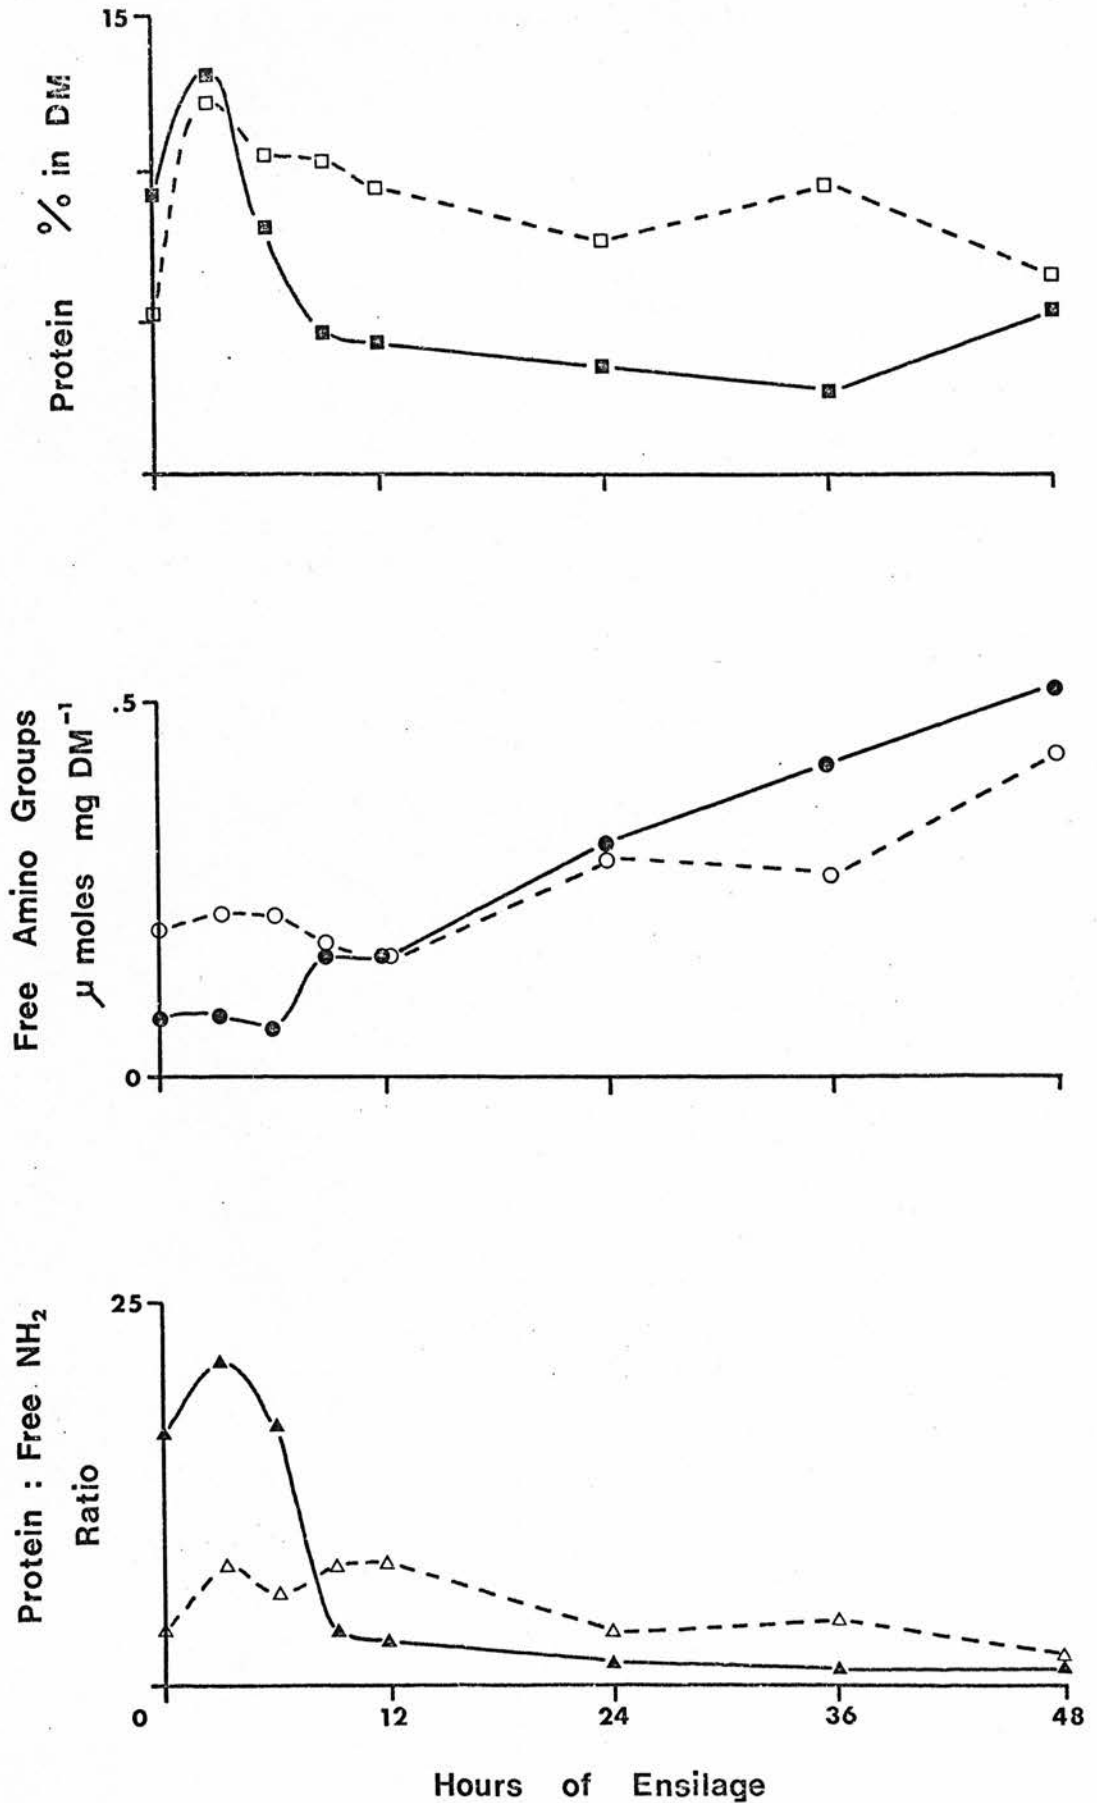 15
Protein % in DM
.5
Free Amino Groups
µ moles mg DM⁻¹
0
25
Protein : Free NH₂
Ratio
0 12 24 36 48
Hours of Ensilage